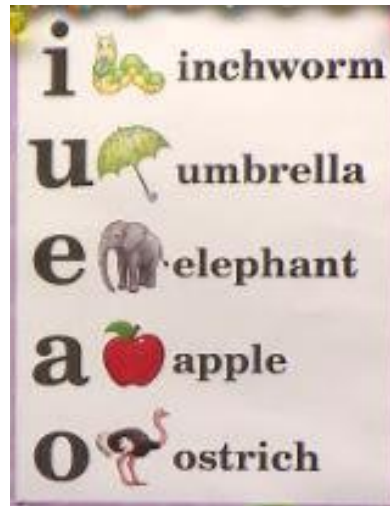 i inchworm
u umbrella
e elephant
a apple
o ostrich